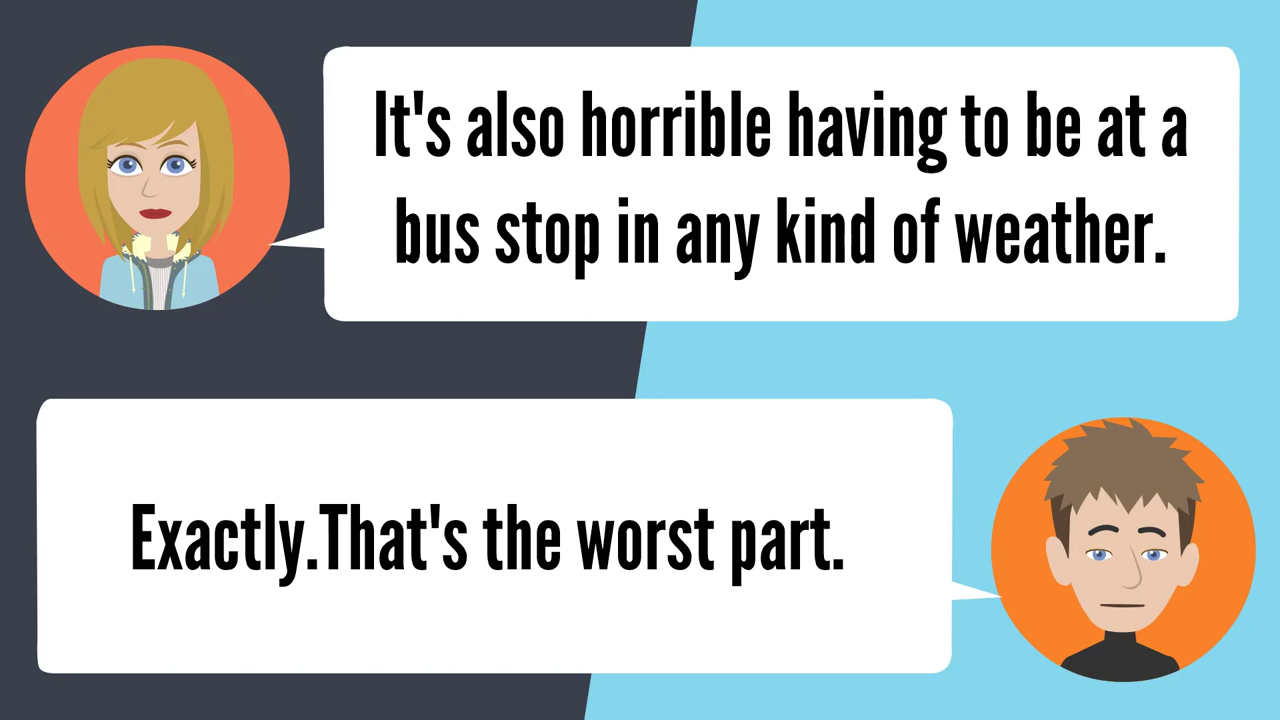 It's also horrible having to be at a
bus stop in any kind of weather.
Exactly.That's the worst part.